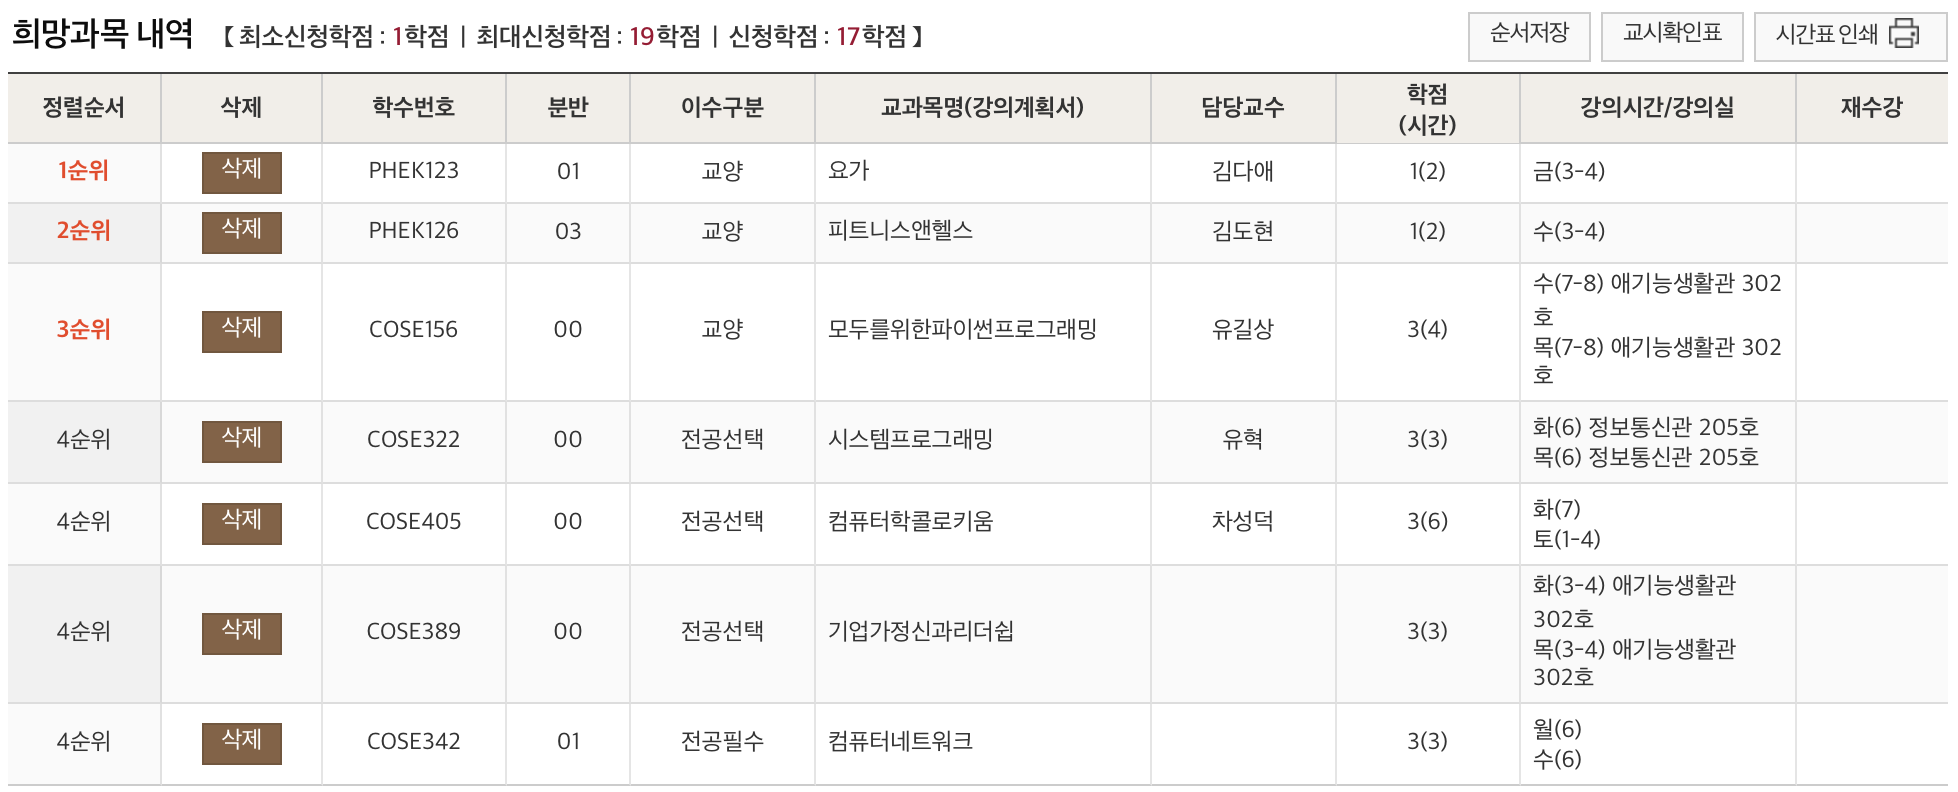 희망과목 내역 【 최소신청학점 : 1학점 | 최대신청학점 : 19학점 | 신청학점 : 17학점 】 순서저장 교시확인표 시간표 인쇄
정렬순서 삭제 학수번호 분반 이수구분 교과목명(강의계획서) 담당교수 학점 (시간) 강의시간/강의실 재수강
1순위 삭제 PHEK123 01 교양 요가 김다애 1(2) 금(3-4)
2순위 삭제 PHEK126 03 교양 피트니스앤헬스 김도현 1(2) 수(3-4)
3순위 삭제 COSE156 00 교양 모두를위한파이썬프로그래밍 유길상 3(4) 수(7-8) 애기능생활관 302
호
목(7-8) 애기능생활관 302
호
4순위 삭제 COSE322 00 전공선택 시스템프로그래밍 유혁 3(3) 화(6) 정보통신관 205호
목(6) 정보통신관 205호
4순위 삭제 COSE405 00 전공선택 컴퓨터학콜로키움 차성덕 3(6) 화(7)
토(1-4)
4순위 삭제 COSE389 00 전공선택 기업가정신과리더쉽 3(3) 화(3-4) 애기능생활관
302호
목(3-4) 애기능생활관
302호
4순위 삭제 COSE342 01 전공필수 컴퓨터네트워크 3(3) 월(6)
수(6)